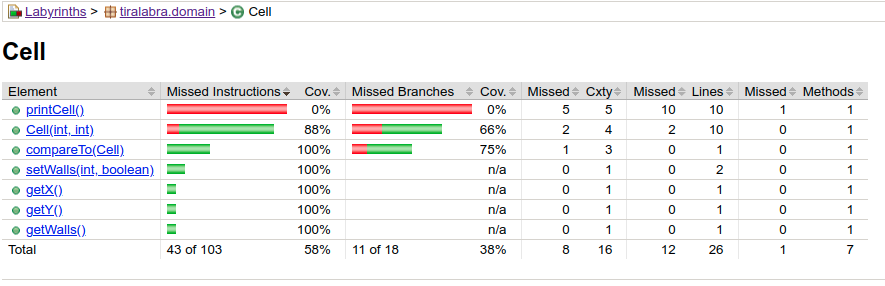 Labyrinths > tiralabra.domain > Cell
Cell
Element Missed Instructions Cov. Missed Branches Cov. Missed Cxty Missed Lines Missed Methods
printCell() 0% 0% 5 5 10 10 1 1
Cell(int, int) 88% 66% 2 4 2 10 0 1
compareTo(Cell) 100% 75% 1 3 0 1 0 1
setWalls(int, boolean) 100% n/a 0 1 0 2 0 1
getX() 100% n/a 0 1 0 1 0 1
getY() 100% n/a 0 1 0 1 0 1
getWalls() 100% n/a 0 1 0 1 0 1
Total 43 of 103 58% 11 of 18 38% 8 16 12 26 1 7